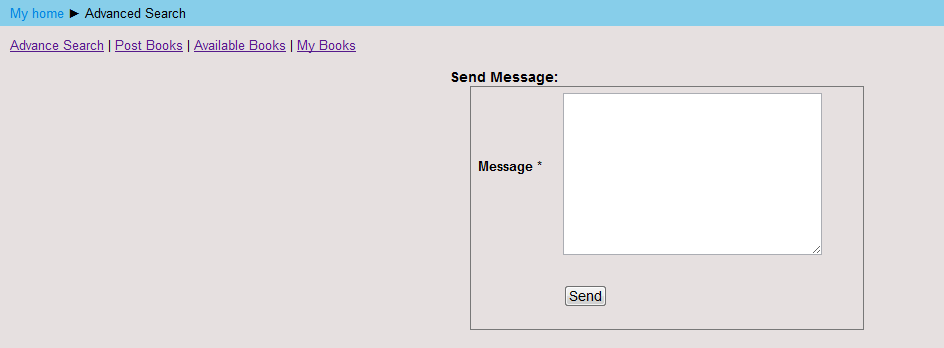 My home ► Advanced Search
Advance Search | Post Books | Available Books | My Books
Send Message:
Message *
Send